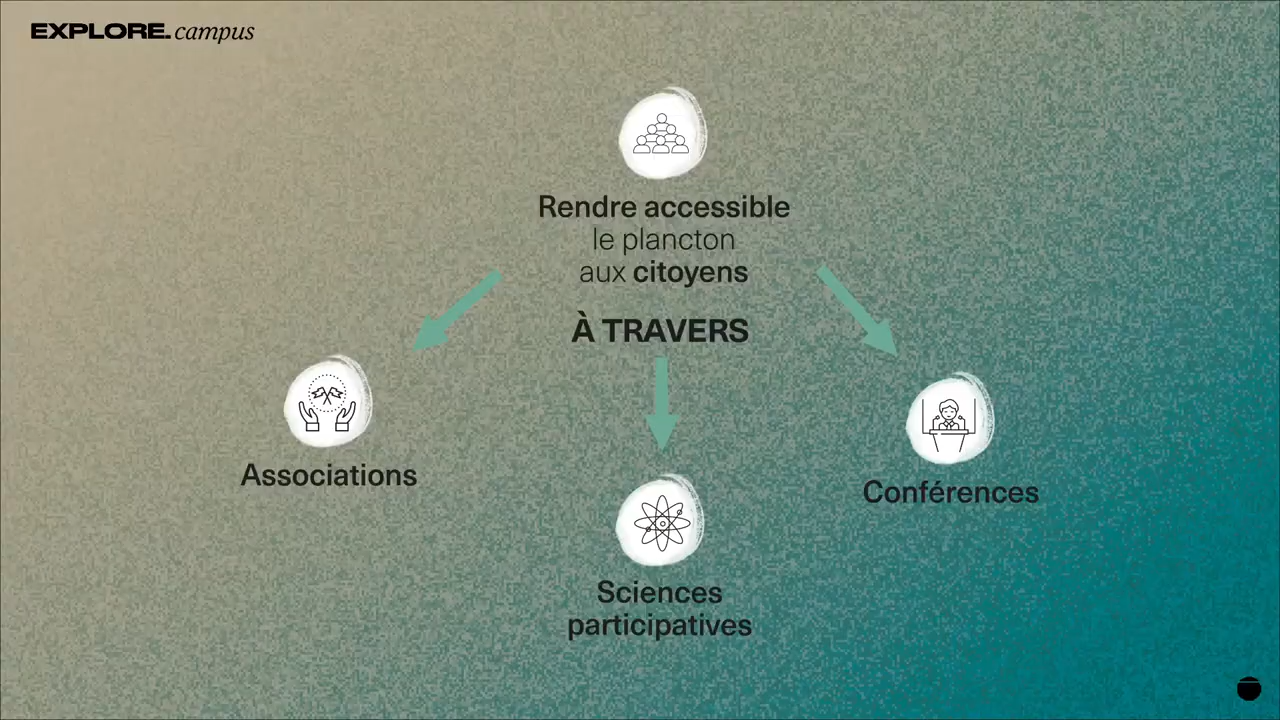 EXPLORE.campus
Rendre accessible
le plancton
aux citoyens
À TRAVERS
Associations
Conférences
Sciences
participatives